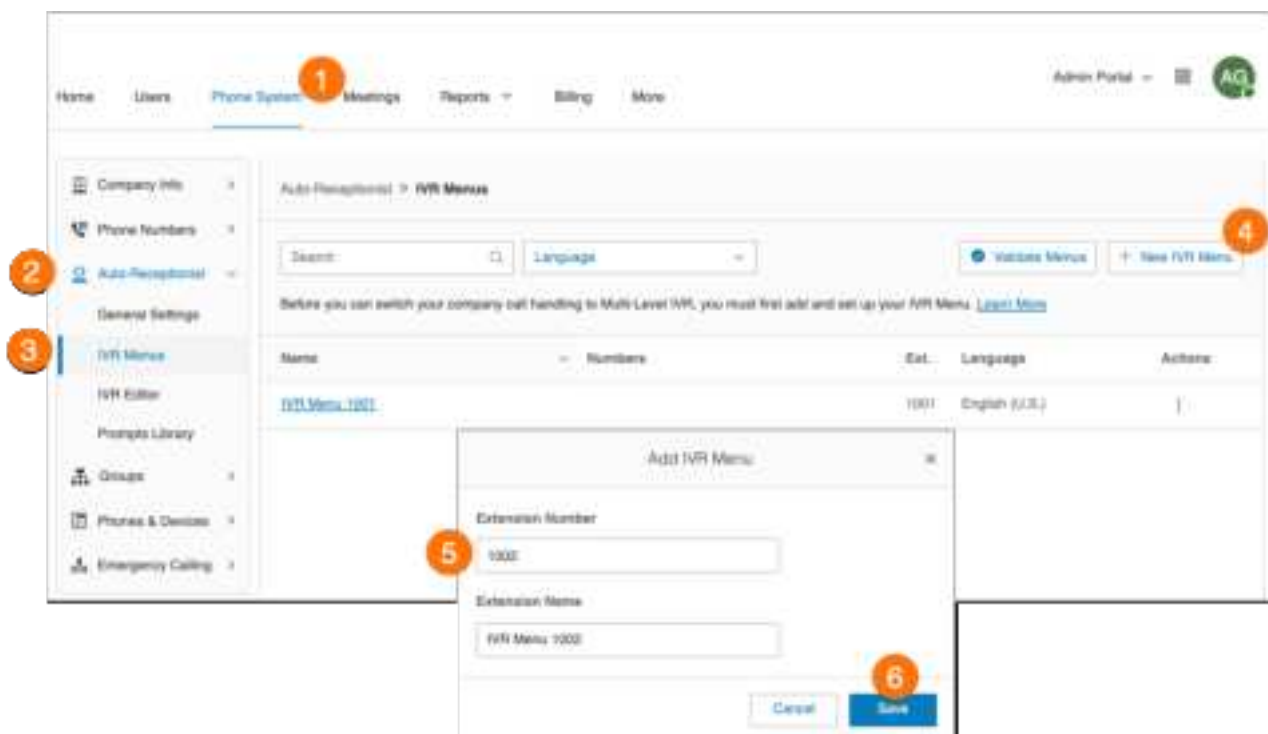 1
Admin Portal
AG
Home Users Phone System Meetings Reports Billing More
Company Info
Auto-Receptionist > IVR Menus
Phone Numbers
4
2
Auto-Receptionist
Search
Language
Validate Menus
+ New IVR Menu
General Settings
Before you can switch your company call handling to Multi-Level IVR, you must first add and set up your IVR Menu. Learn More
3
IVR Menus
Name Numbers Ext. Language Actions
IVR Editor
IVR Menu 1001 1001 English (U.S.)
Prompts Library
Groups
Add IVR Menu
Phones & Devices
Extension Number
5
1002
Emergency Calling
Extension Name
IVR Menu 1002
6
Cancel Save